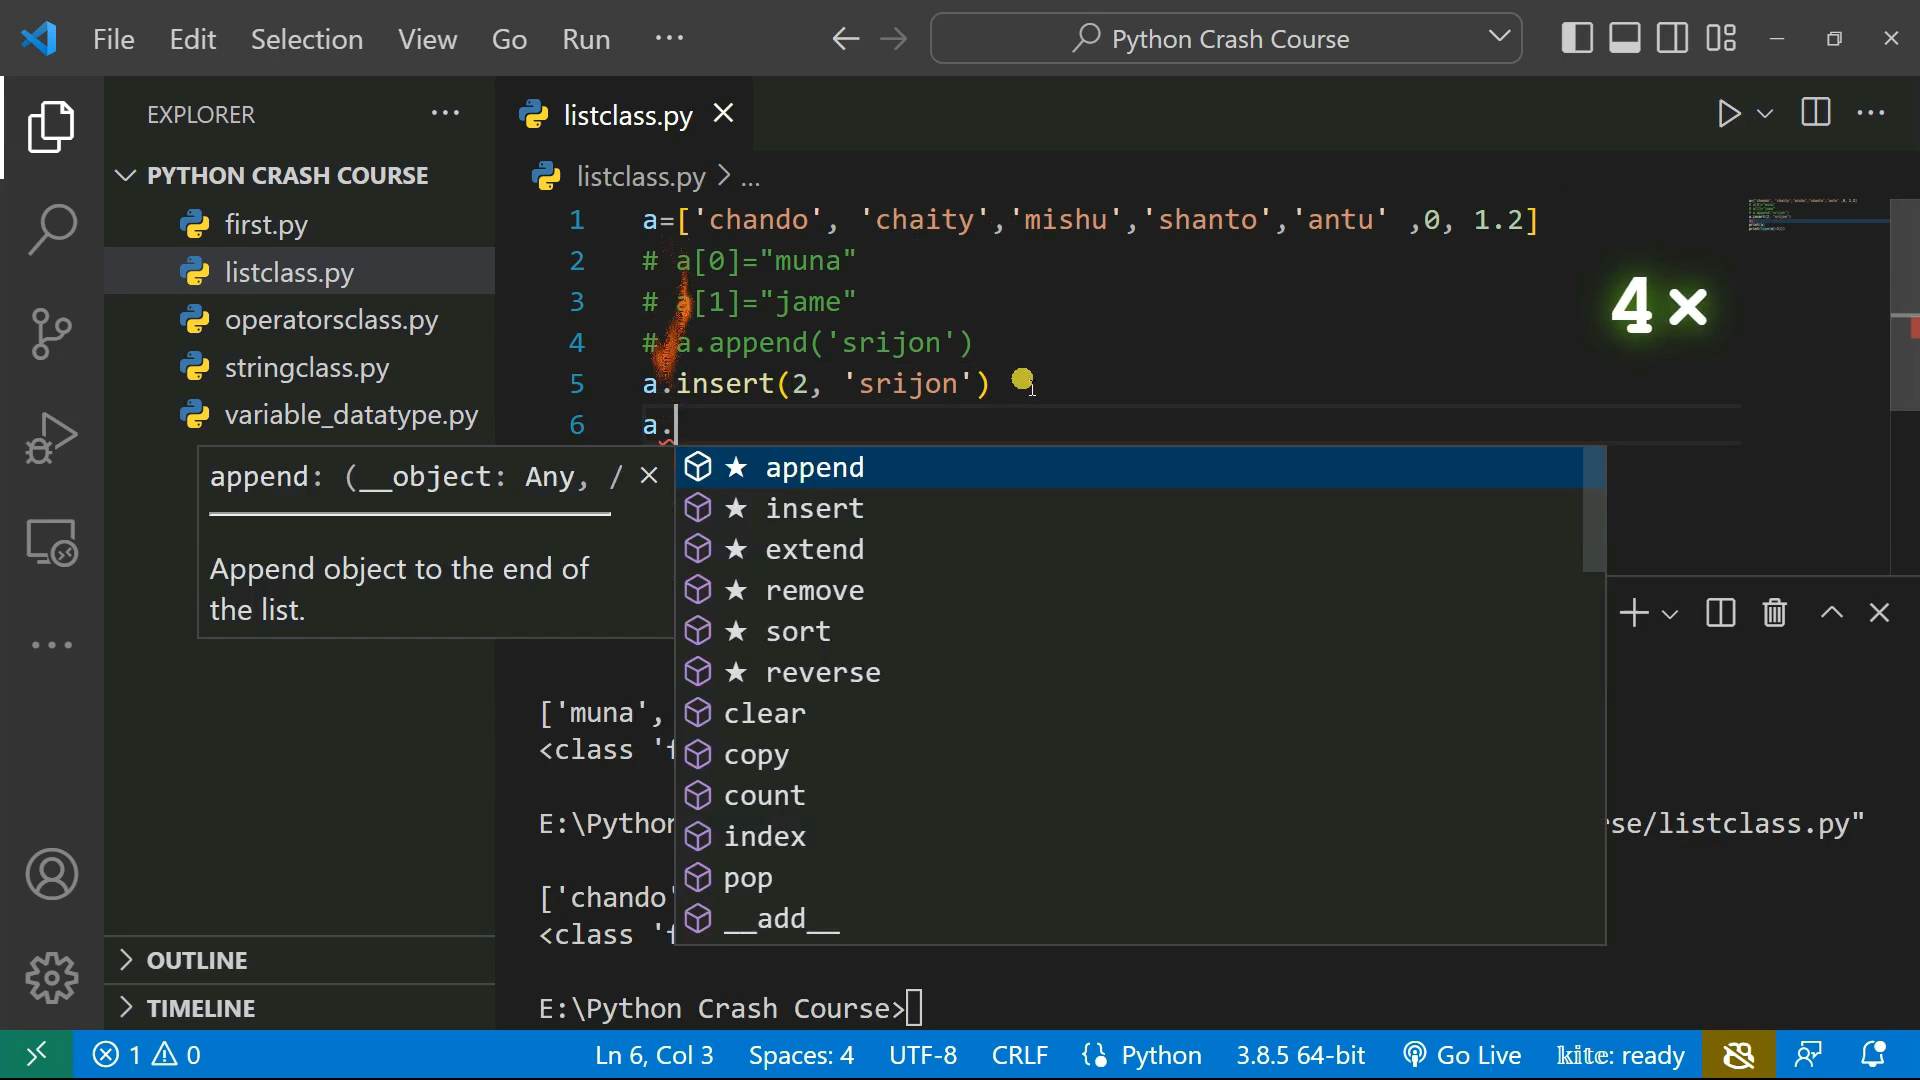 File Edit Selection View Go Run ... Python Crash Course
EXPLORER ...
PYTHON CRASH COURSE
first.py
listclass.py
operatorsclass.py
stringclass.py
variable_datatype.py
listclass.py
listclass.py > ...
1 a=['chando', 'chaity','mishu','shanto','antu' ,0, 1.2]
2 # a[0]="muna"
3 # a[1]="jame"
4 # a.append('srijon')
5 a.insert(2, 'srijon')
6 a.
4×
append: (__object: Any, /
Append object to the end of
the list.
★ append
★ insert
★ extend
★ remove
★ sort
★ reverse
clear
copy
count
index
pop
__add__
['muna',
<class '
E:\Python se/listclass.py"
['chando'
<class '
E:\Python Crash Course>
OUTLINE
TIMELINE
1 0 Ln 6, Col 3 Spaces: 4 UTF-8 CRLF Python 3.8.5 64-bit Go Live kite: ready